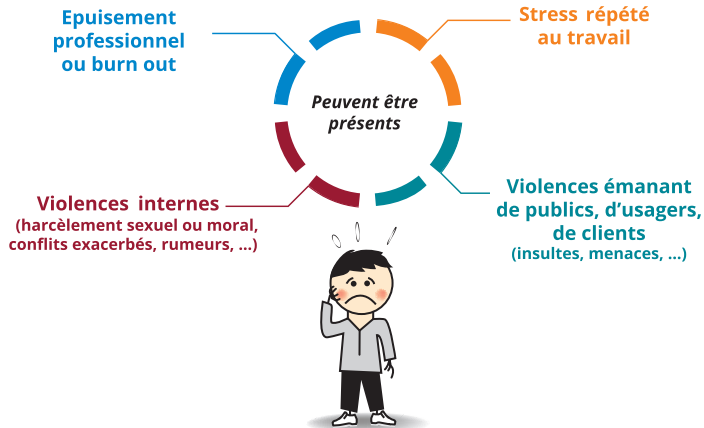 Epuisement
professionnel
ou burn out
Stress répété
au travail
Peuvent être
présents
Violences internes
(harcèlement sexuel ou moral,
conflits exacerbés, rumeurs, ...)
Violences émanant
de publics, d'usagers,
de clients
(insultes, menaces, ...)